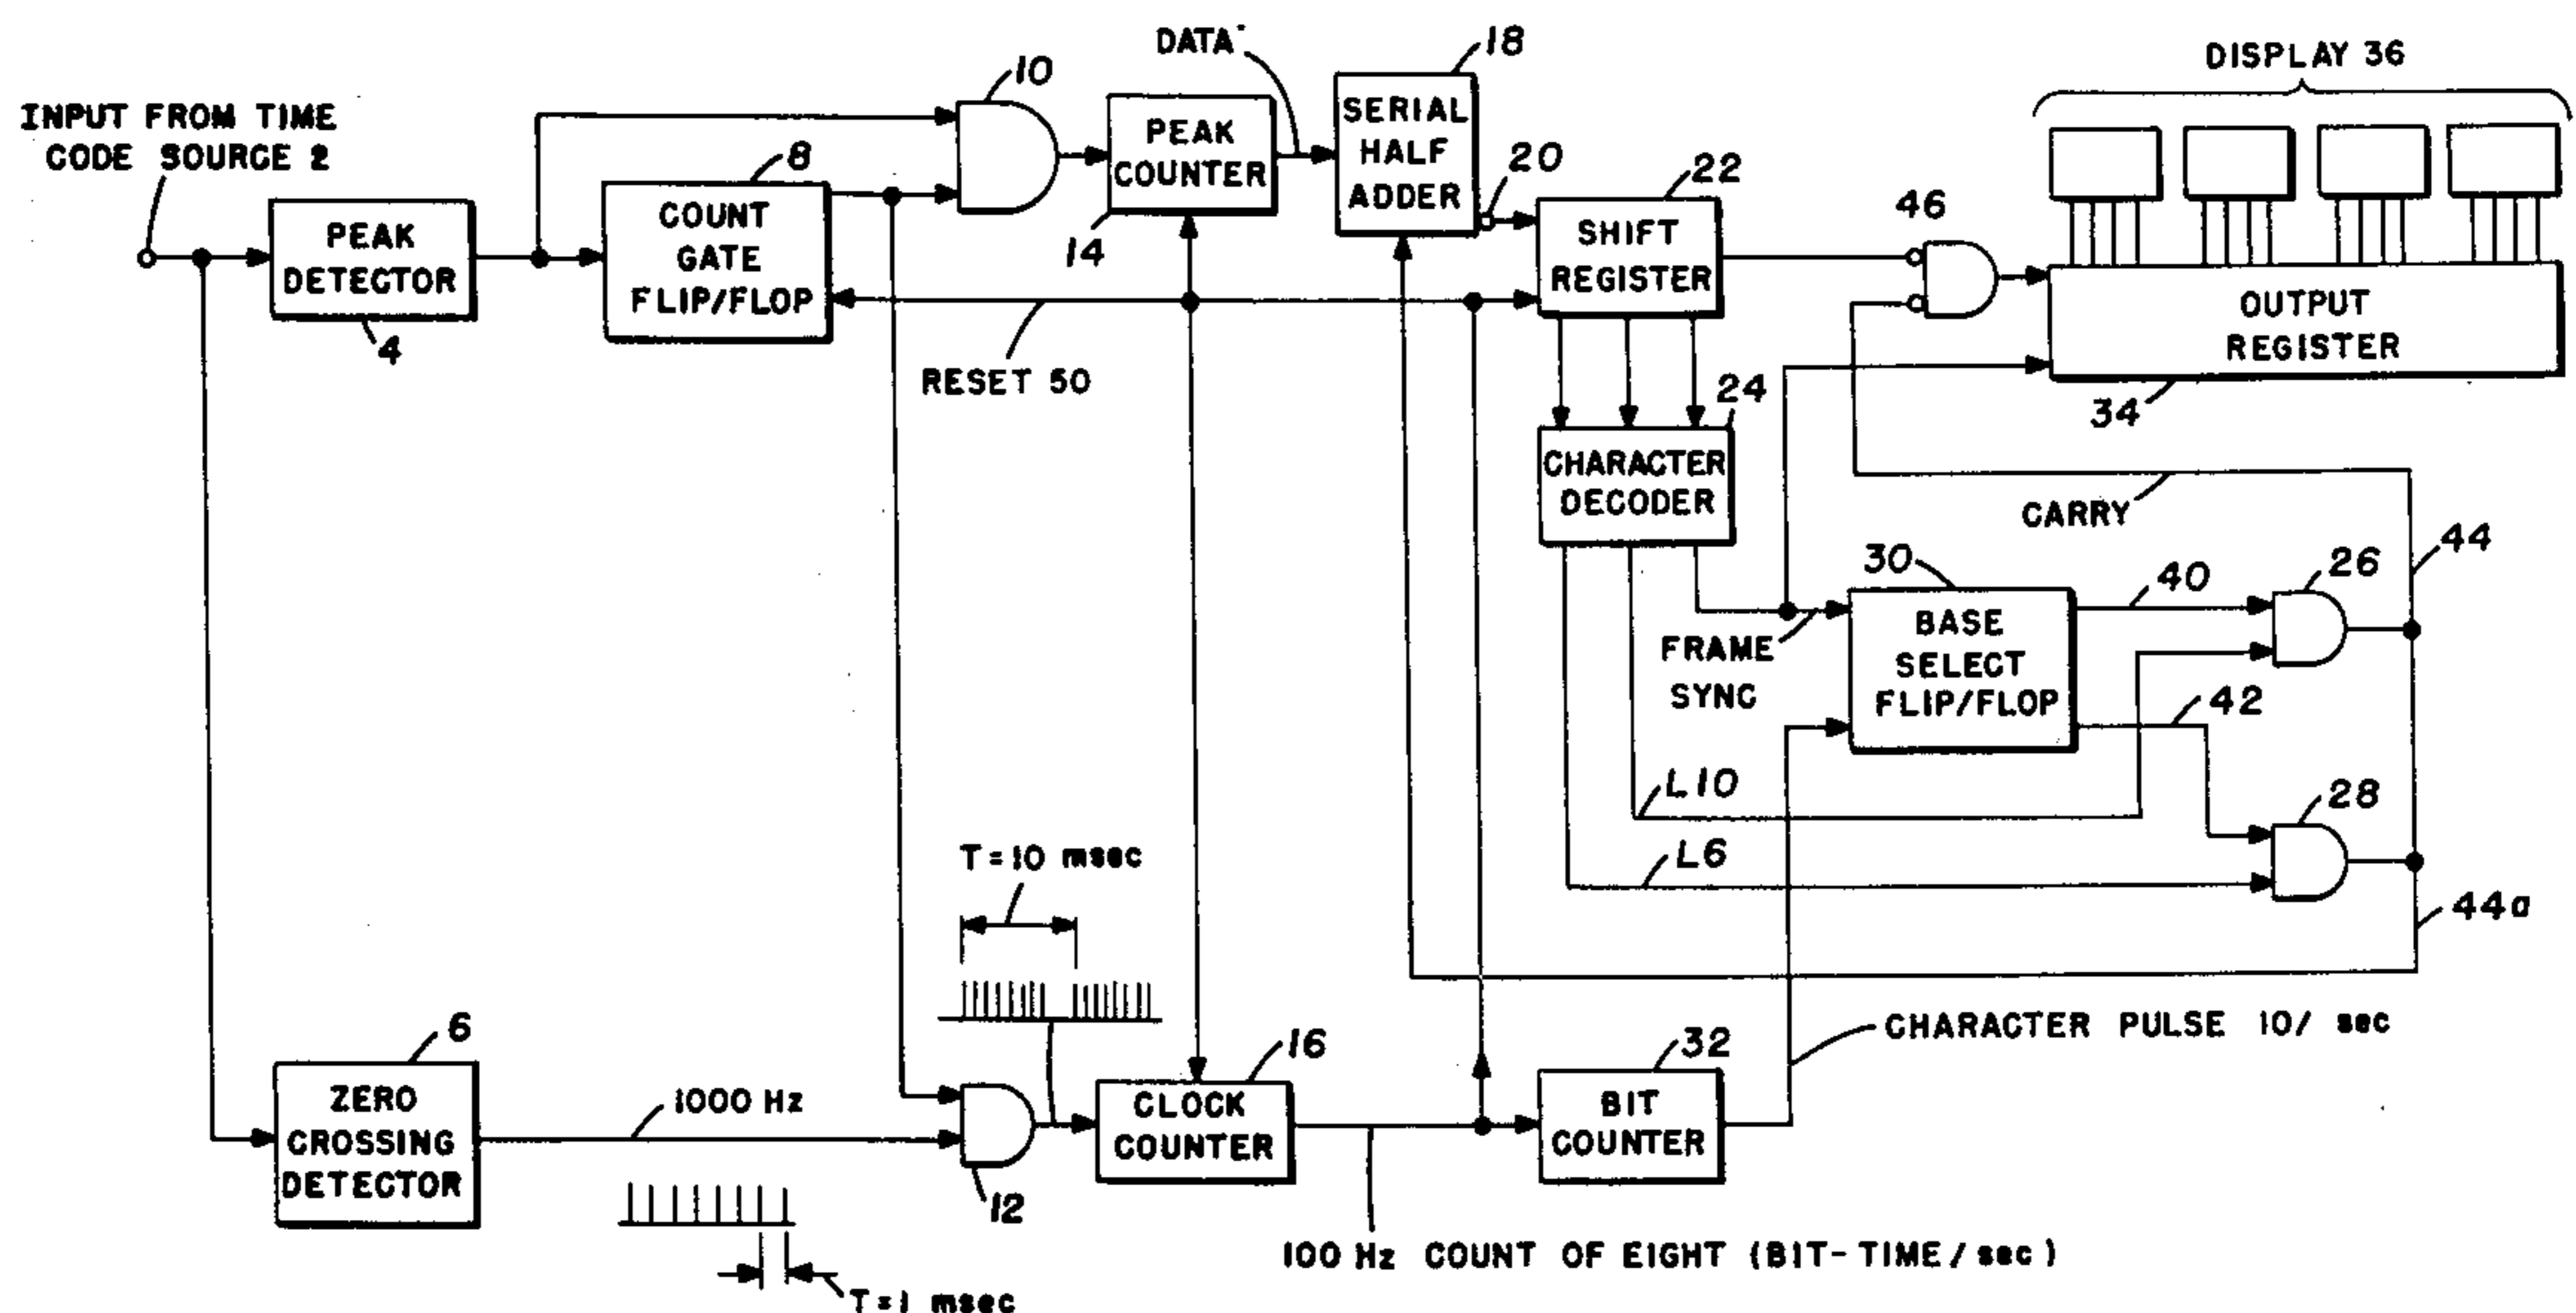 INPUT FROM TIME
CODE SOURCE 2
PEAK
DETECTOR
4
COUNT
GATE
FLIP/FLOP
8
10
PEAK
COUNTER
14
DATA
SERIAL
HALF
ADDER
18
20
SHIFT
REGISTER
22
46
DISPLAY 36
OUTPUT
REGISTER
34
RESET 50
CHARACTER
DECODER
24
CARRY
44
FRAME
SYNC
BASE
SELECT
FLIP/FLOP
30
40
26
42
28
L10
L6
44a
T=10 msec
ZERO
CROSSING
DETECTOR
6
1000 Hz
T=1 msec
12
CLOCK
COUNTER
16
BIT
COUNTER
32
CHARACTER PULSE 10/ sec
100 Hz COUNT OF EIGHT (BIT-TIME/sec)